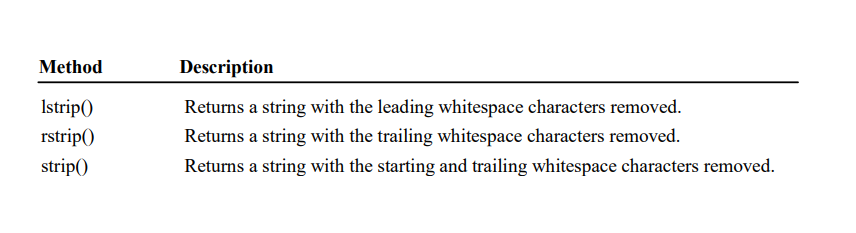 Method Description
lstrip() Returns a string with the leading whitespace characters removed.
rstrip() Returns a string with the trailing whitespace characters removed.
strip() Returns a string with the starting and trailing whitespace characters removed.